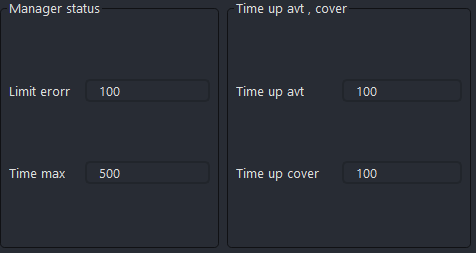 Manager status
Limit erorr 100
Time max 500
Time up avt , cover
Time up avt 100
Time up cover 100